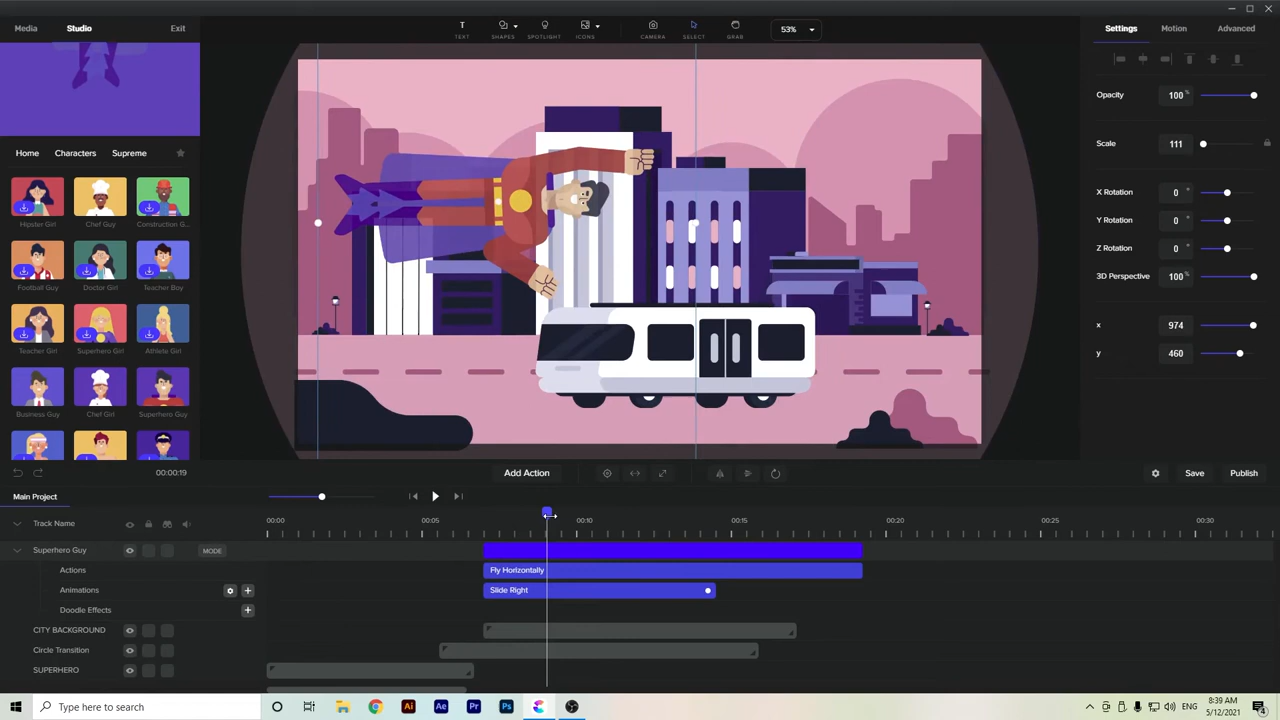 Media
Studio
Exit
TEXT
SHAPES
SPOTLIGHT
ICONS
CAMERA
SELECT
GRAB
53%
Settings
Motion
Advanced
Opacity 100 %
Scale 111
X Rotation 0 °
Y Rotation 0 °
Z Rotation 0 °
3D Perspective 100 %
x 974
y 460
Home
Characters
Supreme
Hipster Girl
Chef Guy
Construction G...
Football Guy
Doctor Girl
Teacher Boy
Teacher Girl
Superhero Girl
Athlete Girl
Business Guy
Chef Girl
Superhero Guy
00:00:19
Add Action
Save
Publish
Main Project
Track Name
00:00
00:05
00:10
00:15
00:20
00:25
00:30
Superhero Guy
MODE
Actions
Fly Horizontally
Animations
Slide Right
Doodle Effects
CITY BACKGROUND
Circle Transition
SUPERHERO
Type here to search
Ai
Ae
Pr
Ps
ENG
8:39 AM
5/12/2021
4